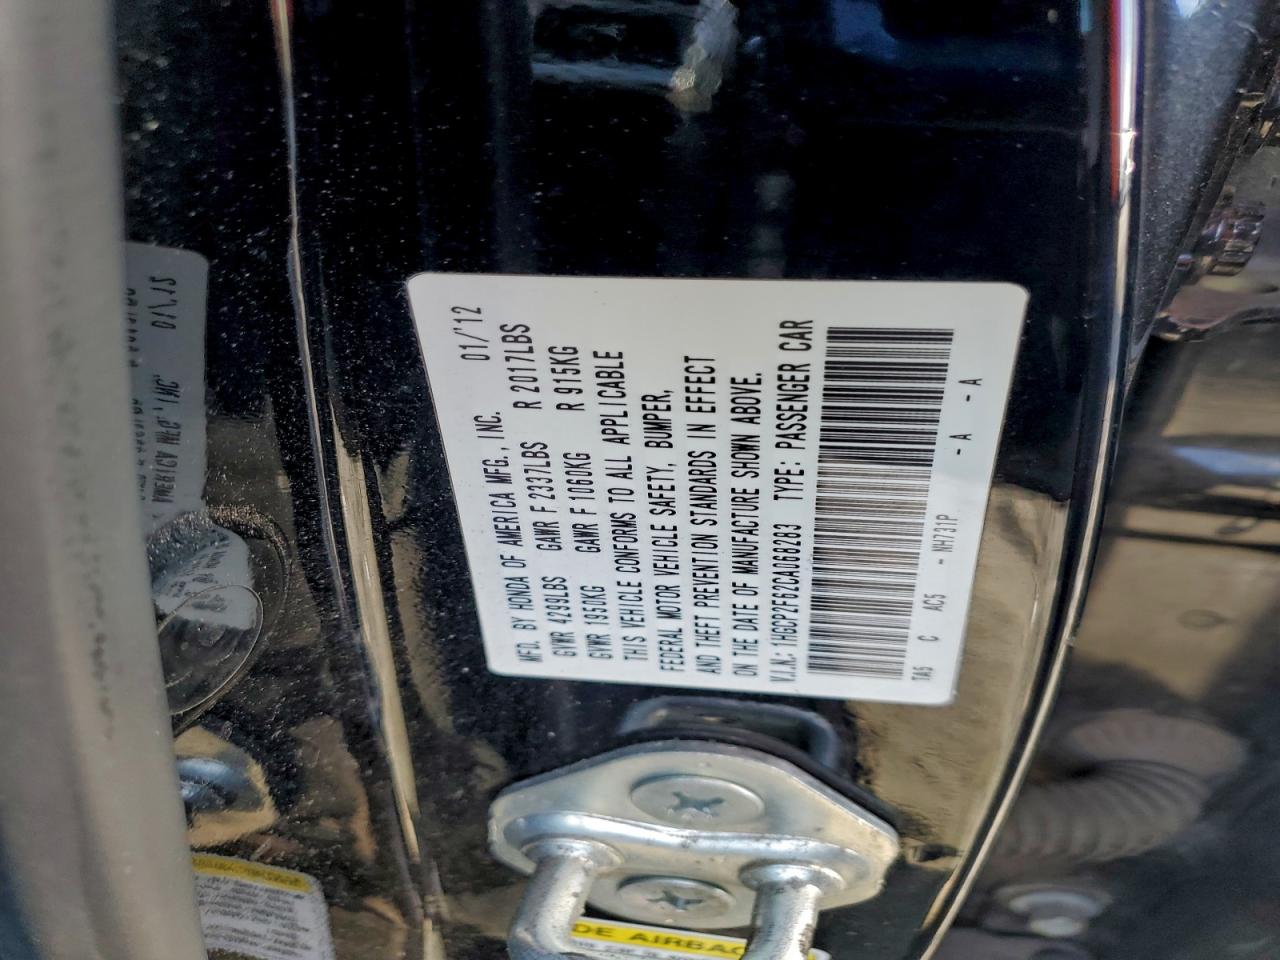 MFD. BY HONDA OF AMERICA MFG., INC. 01/'12
GVWR 4299LBS GAWR F 2337LBS R 2017LBS
GVWR 1950KG GAWR F 1060KG R 915KG
THIS VEHICLE CONFORMS TO ALL APPLICABLE
FEDERAL MOTOR VEHICLE SAFETY, BUMPER,
AND THEFT PREVENTION STANDARDS IN EFFECT
ON THE DATE OF MANUFACTURE SHOWN ABOVE.
V.I.N.: 1HGCP2F62CA068283 TYPE: PASSENGER CAR
TA5 C AC5 - NH731P - A - A
DE AIRBAG